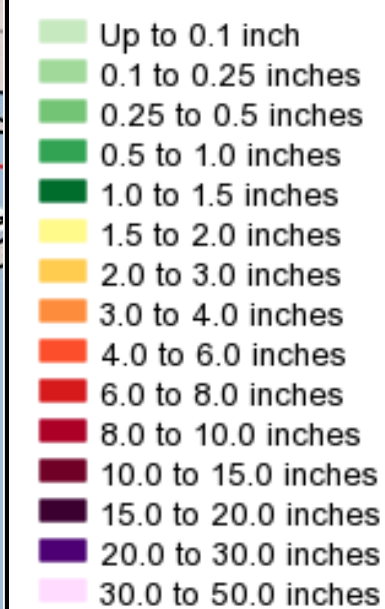 Up to 0.1 inch
0.1 to 0.25 inches
0.25 to 0.5 inches
0.5 to 1.0 inches
1.0 to 1.5 inches
1.5 to 2.0 inches
2.0 to 3.0 inches
3.0 to 4.0 inches
4.0 to 6.0 inches
6.0 to 8.0 inches
8.0 to 10.0 inches
10.0 to 15.0 inches
15.0 to 20.0 inches
20.0 to 30.0 inches
30.0 to 50.0 inches